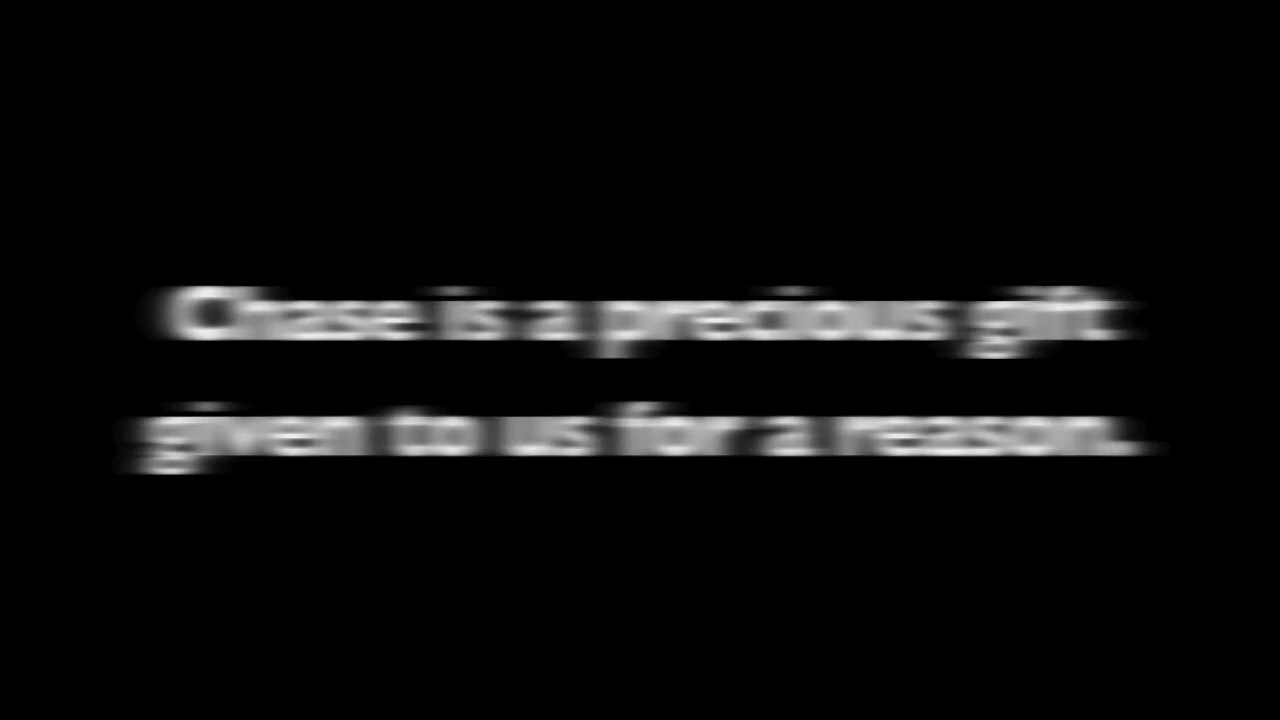 Chase is a precious gift
given to us for a reason.